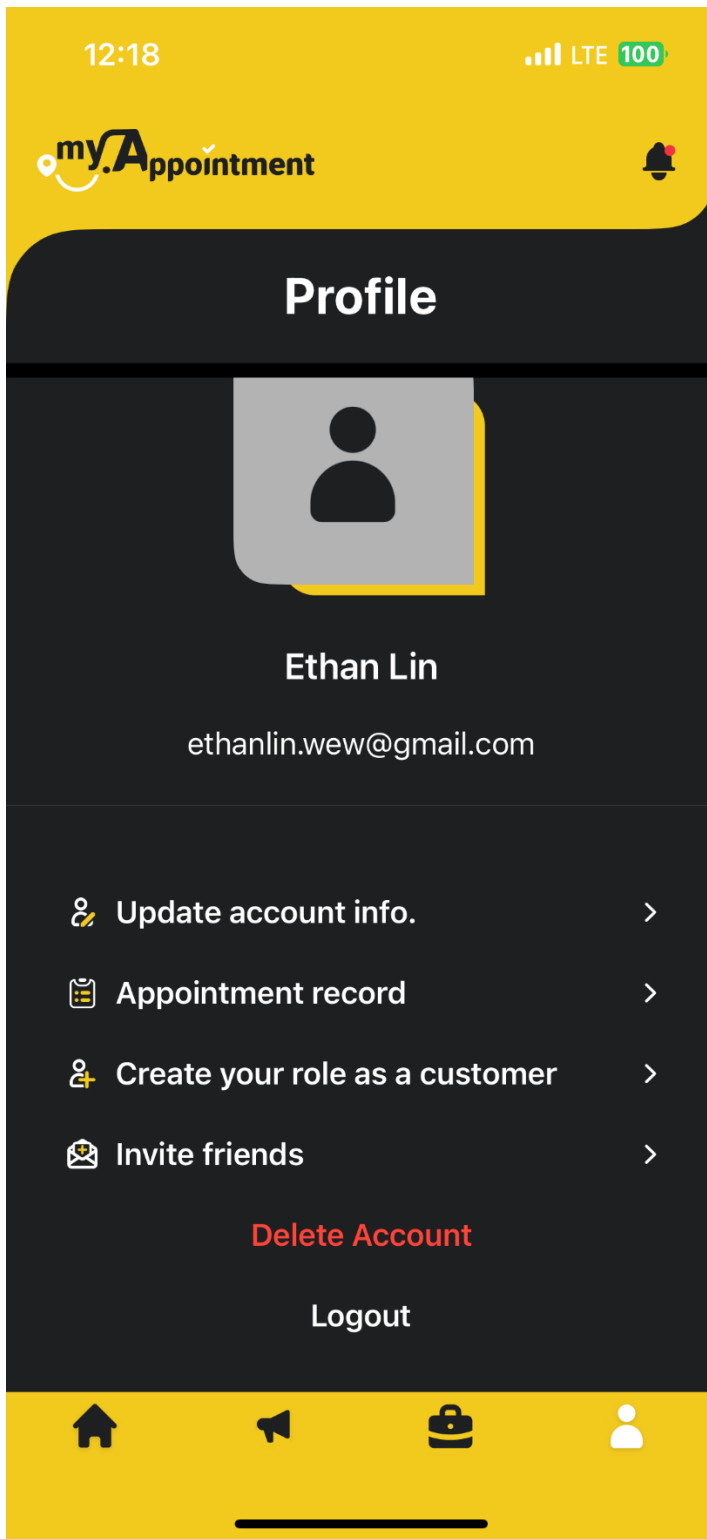 12:18 LTE 100
my.Appointment
Profile
Ethan Lin
ethanlin.wew@gmail.com
Update account info.
Appointment record
Create your role as a customer
Invite friends
Delete Account
Logout